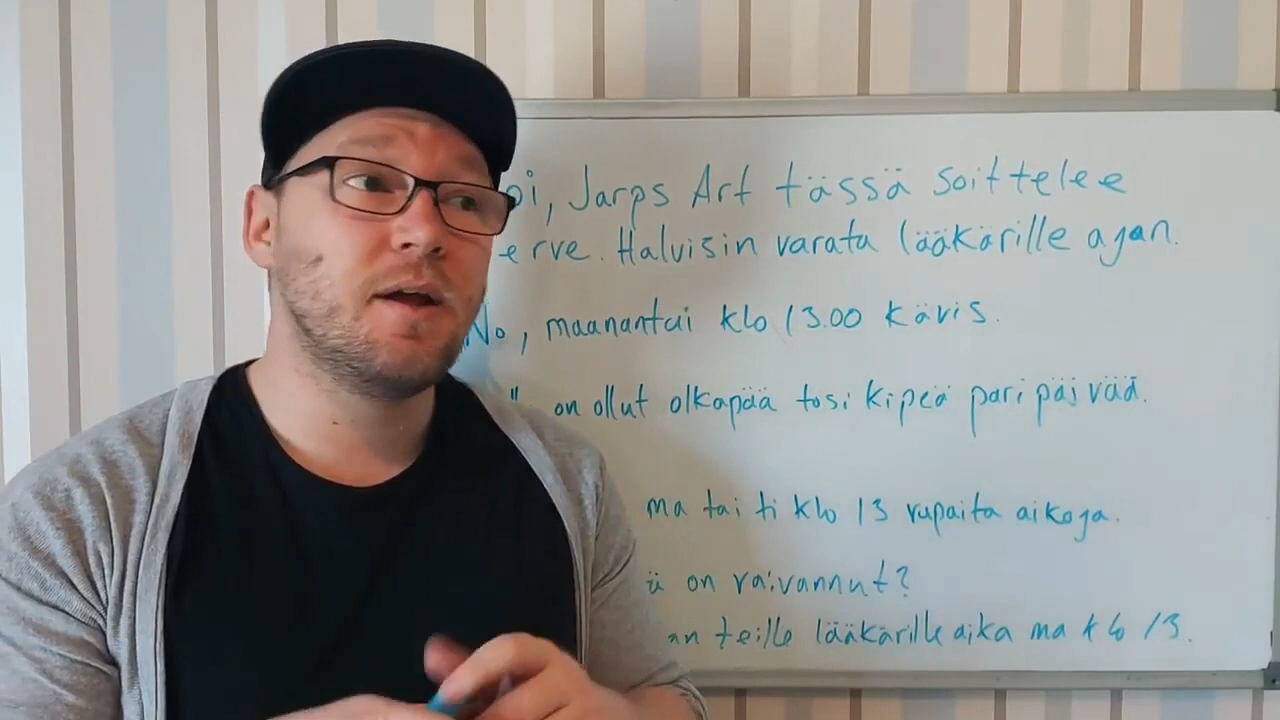 oi, Jarps Art tässä soittelee
erve. Halvisin varata lääkärille ajan.
No, maanantai klo 13.00 kävis.
on ollut olkapää tosi kipeä pari päivää.
ma tai ti klo 13 vapaita aikoja.
ä on vaivannut?
an teille lääkärille aika ma klo 13.